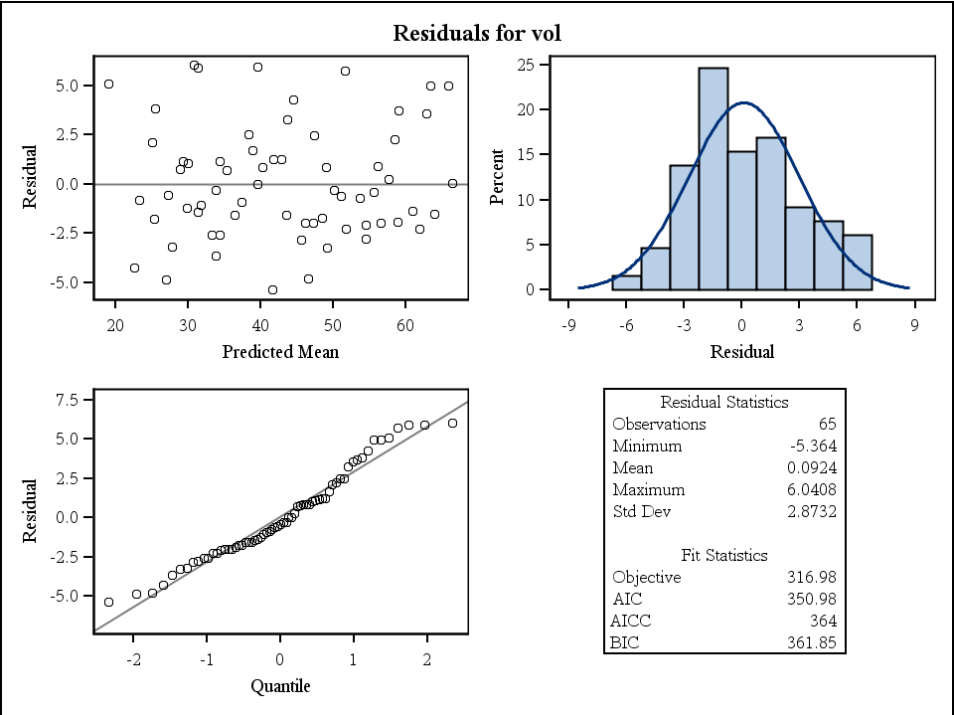 Residuals for vol
5.0
2.5
0.0
-2.5
-5.0
Residual
20 30 40 50 60
Predicted Mean
25
20
15
10
5
0
Percent
-9 -6 -3 0 3 6 9
Residual
7.5
5.0
2.5
0.0
-2.5
-5.0
Residual
-2 -1 0 1 2
Quantile
Residual Statistics
Observations 65
Minimum -5.364
Mean 0.0924
Maximum 6.0408
Std Dev 2.8732
Fit Statistics
Objective 316.98
AIC 350.98
AICC 364
BIC 361.85